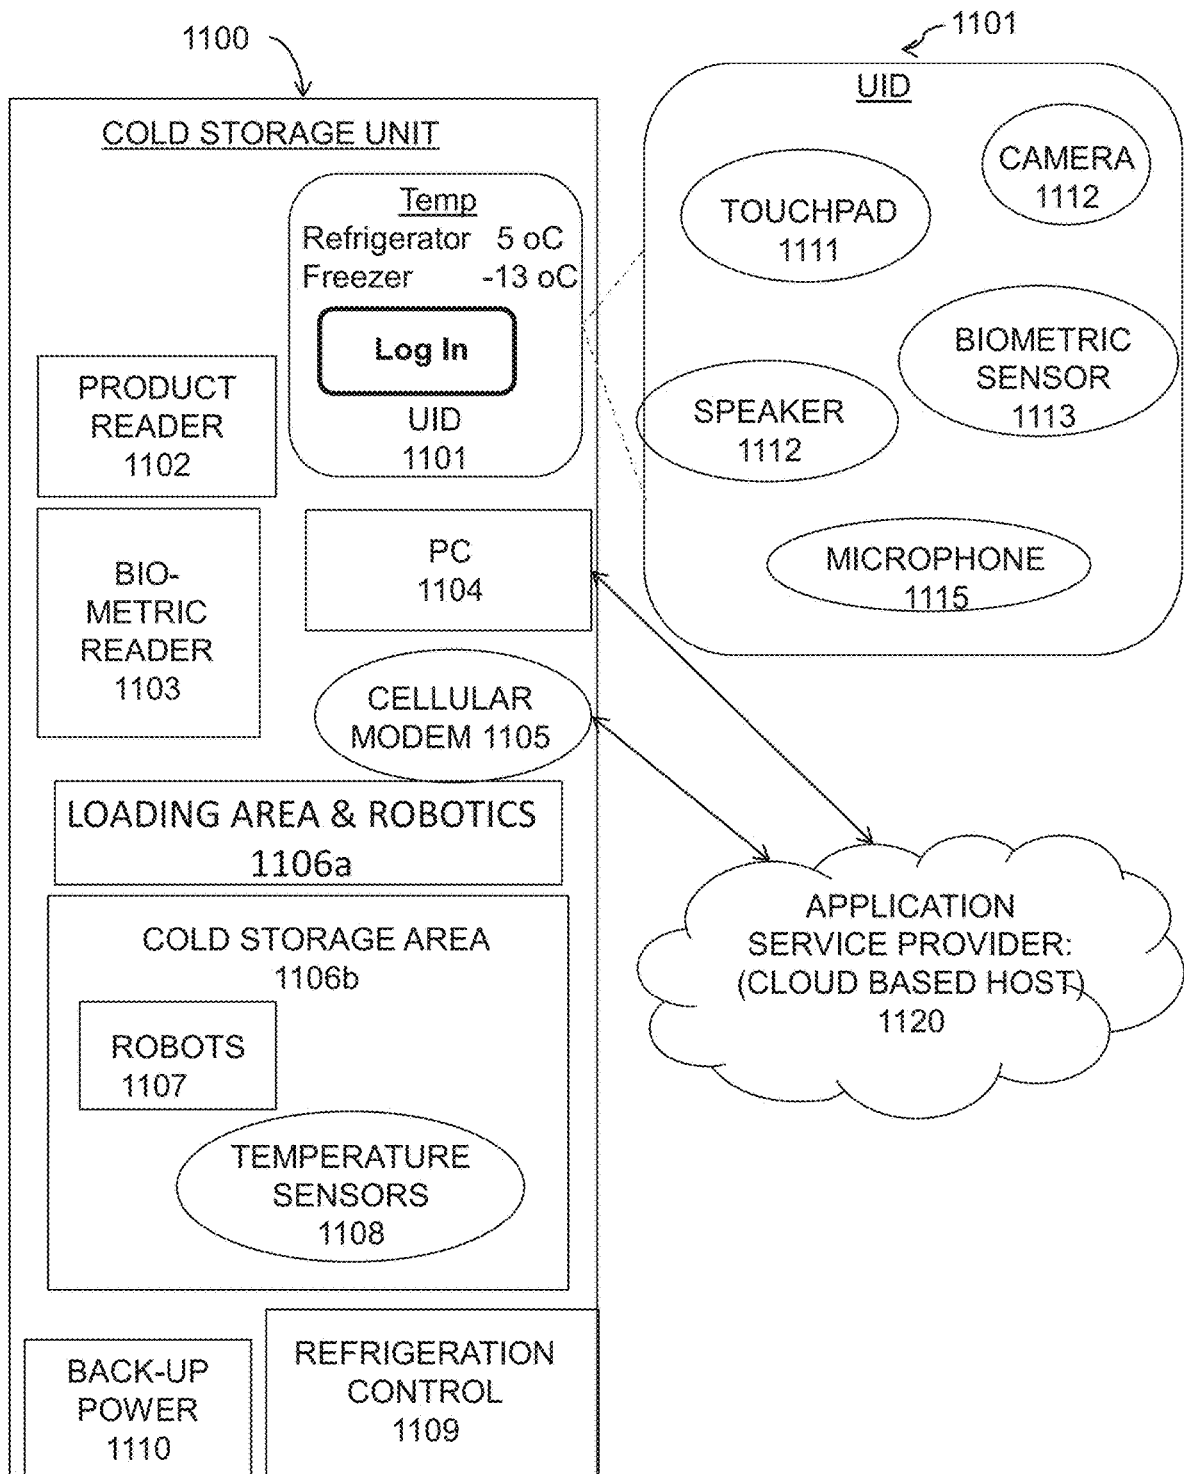 1100
COLD STORAGE UNIT
Temp
Refrigerator 5 oC
Freezer -13 oC
Log In
UID
1101
PRODUCT
READER
1102
BIO-
METRIC
READER
1103
PC
1104
CELLULAR
MODEM 1105
LOADING AREA & ROBOTICS
1106a
COLD STORAGE AREA
1106b
ROBOTS
1107
TEMPERATURE
SENSORS
1108
BACK-UP
POWER
1110
REFRIGERATION
CONTROL
1109
1101
UID
CAMERA
1112
TOUCHPAD
1111
BIOMETRIC
SENSOR
1113
SPEAKER
1112
MICROPHONE
1115
APPLICATION
SERVICE PROVIDER:
(CLOUD BASED HOST)
1120